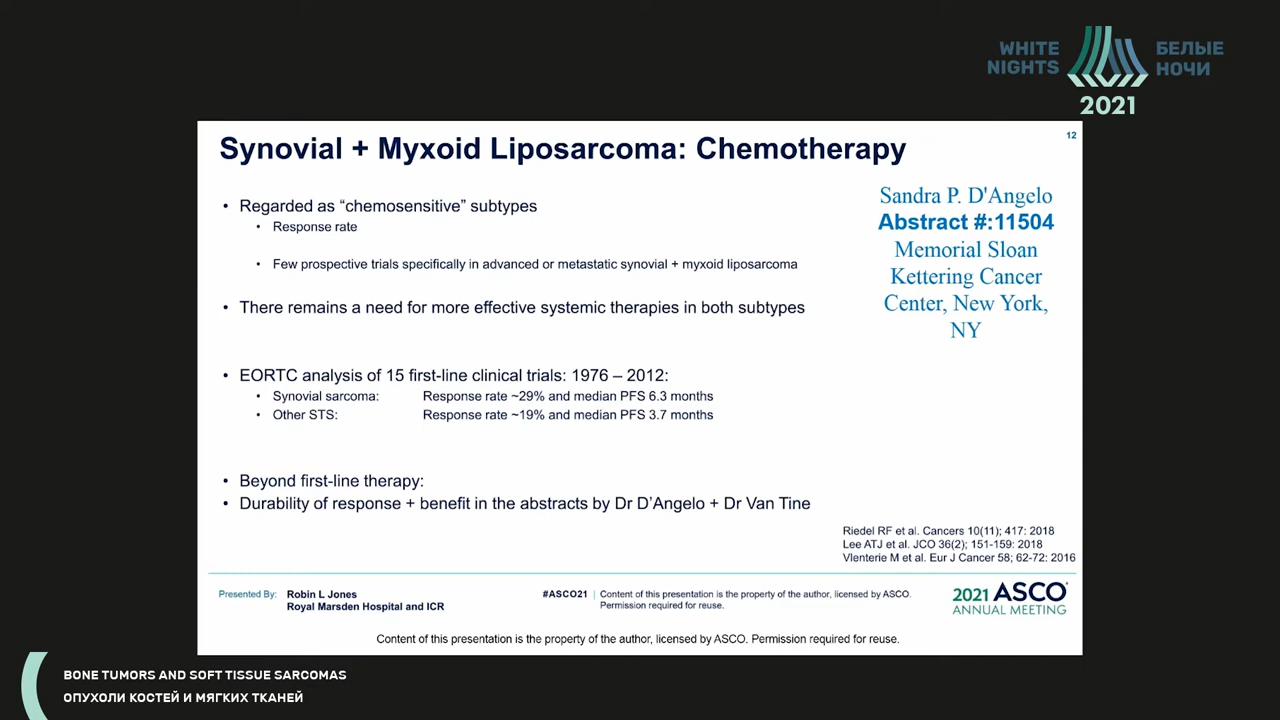 WHITE
NIGHTS
БЕЛЫЕ
НОЧИ
2021
12
Synovial + Myxoid Liposarcoma: Chemotherapy
• Regarded as “chemosensitive” subtypes
• Response rate
• Few prospective trials specifically in advanced or metastatic synovial + myxoid liposarcoma
• There remains a need for more effective systemic therapies in both subtypes
• EORTC analysis of 15 first-line clinical trials: 1976 – 2012:
• Synovial sarcoma: Response rate ~29% and median PFS 6.3 months
• Other STS: Response rate ~19% and median PFS 3.7 months
• Beyond first-line therapy:
• Durability of response + benefit in the abstracts by Dr D’Angelo + Dr Van Tine
Sandra P. D'Angelo
Abstract #:11504
Memorial Sloan
Kettering Cancer
Center, New York,
NY
Riedel RF et al. Cancers 10(11); 417: 2018
Lee ATJ et al. JCO 36(2); 151-159: 2018
Vlenterie M et al. Eur J Cancer 58; 62-72: 2016
Presented By: Robin L Jones
Royal Marsden Hospital and ICR
#ASCO21 | Content of this presentation is the property of the author, licensed by ASCO.
Permission required for reuse.
2021 ASCO®
ANNUAL MEETING
Content of this presentation is the property of the author, licensed by ASCO. Permission required for reuse.
BONE TUMORS AND SOFT TISSUE SARCOMAS
ОПУХОЛИ КОСТЕЙ И МЯГКИХ ТКАНЕЙ